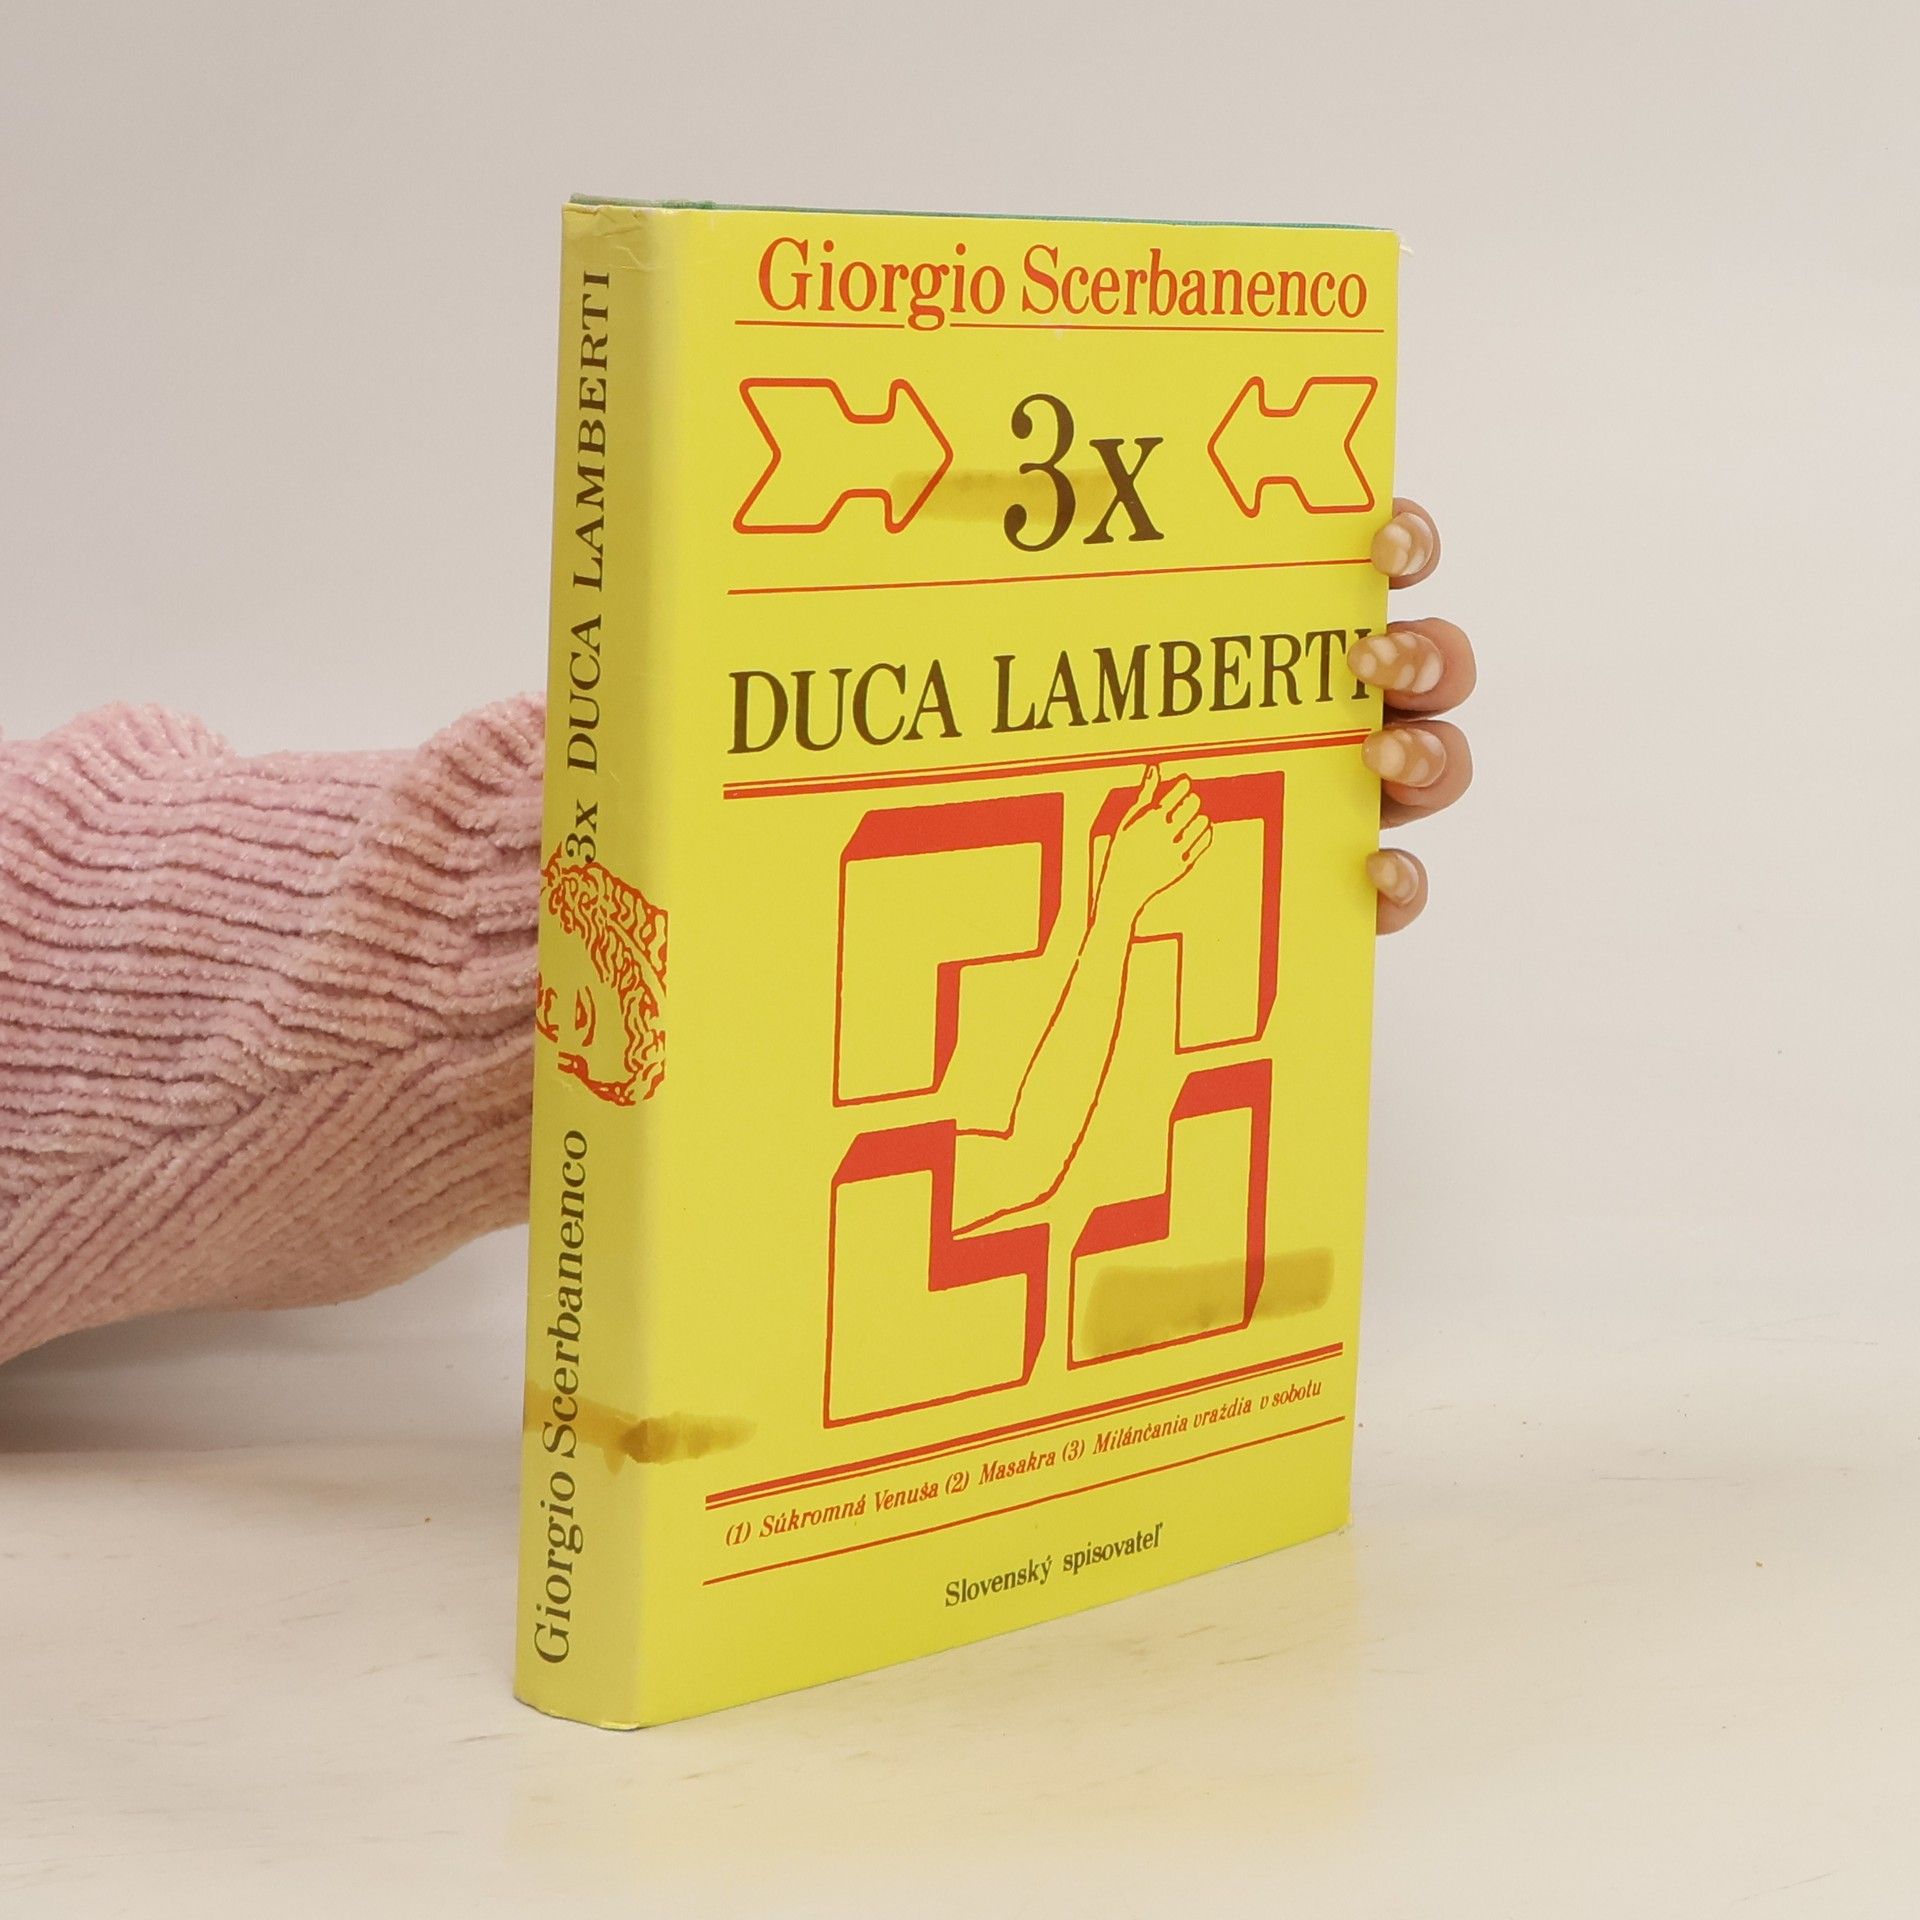 Giorgio Scerbanenco
3x
DUCA LAMBERTI
(1) Súkromná Venuša (2) Masakra (3) Milánčania vraždia v sobotu
Slovenský spisovateľ
Giorgio Scerbanenco 3x DUCA LAMBERTI